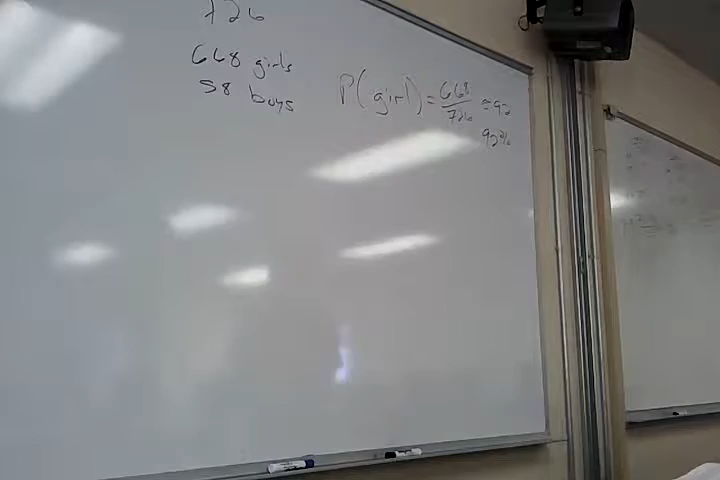 726
668 girls
58 boys
P(girl) = 668/726 ≈ .92
92%